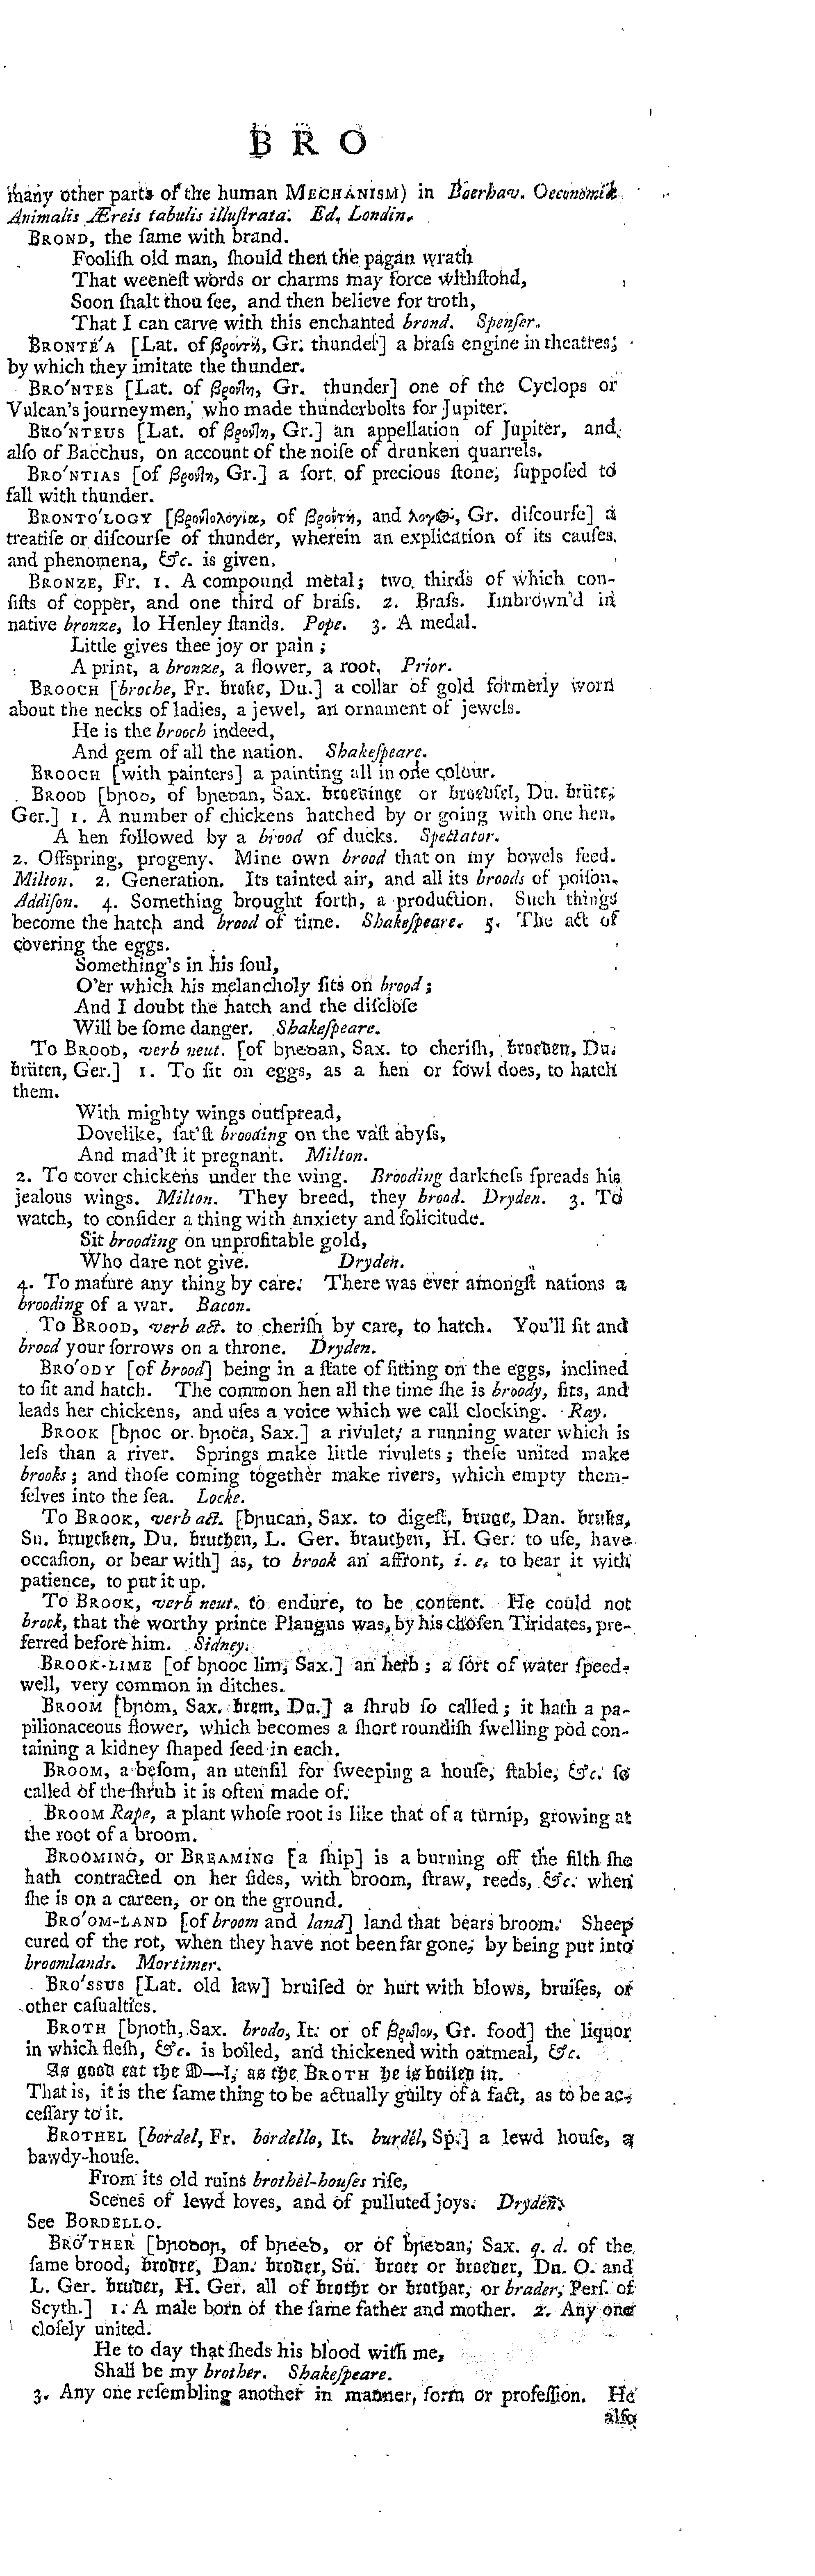 B R O
many other parts of the human MECHANISM) in Boerhav. Oeconomia
Animalis Æreis tabulis illuſtrata. Ed. Londin.
BROND, the ſame with brand.
Fooliſh old man, ſhould then the pagan wrath
That weeneſt words or charms may force withſtond,
Soon ſhalt thou ſee, and then believe for troth,
That I can carve with this enchanted brond. Spenſer.
BRONTE'A [Lat. of βροντὴ, Gr. thunder] a braſs engine in theatres;
by which they imitate the thunder.
BRO'NTES [Lat. of βρονlη, Gr. thunder] one of the Cyclops or
Vulcan's journeymen, who made thunderbolts for Jupiter.
BRO'NTEUS [Lat. of βρονlη, Gr.] an appellation of Jupiter, and
alſo of Bacchus, on account of the noiſe of drunken quarrels.
BRO'NTIAS [of βρονlη, Gr.] a ſort of precious ſtone, ſuppoſed to
fall with thunder.
BRONTO'LOGY [βρονlολογια, of βροντὴ, and λογος, Gr. diſcourſe] a
treatiſe or diſcourſe of thunder, wherein an explication of its cauſes,
and phenomena, &c. is given.
BRONZE, Fr. 1. A compound metal; two thirds of which con-
ſiſts of copper, and one third of braſs. 2. Braſs. Imbrown'd in
native bronze, lo Henley ſtands. Pope. 3. A medal.
Little gives thee joy or pain;
A print, a bronze, a flower, a root. Prior.
BROOCH [broche, Fr. broke, Du.] a collar of gold formerly worn
about the necks of ladies, a jewel, an ornament of jewels.
He is the brooch indeed,
And gem of all the nation. Shakeſpeare.
BROOCH [with painters] a painting all in one colour.
BROOD [bꞃoꝺ, of bꞃeꝺan, Sax. broedinge or broedſel, Du. brüte,
Ger.] 1. A number of chickens hatched by or going with one hen.
A hen followed by a brood of ducks. Spectator.
2. Offspring, progeny. Mine own brood that on my bowels feed.
Milton. 2. Generation. Its tainted air, and all its broods of poiſon.
Addiſon. 4. Something brought forth, a production. Such things
become the hatch and brood of time. Shakeſpeare. 5. The act of
covering the eggs.
Something's in his ſoul,
O'er which his melancholy ſits on brood;
And I doubt the hatch and the diſcloſe
Will be ſome danger. Shakeſpeare.
To BROOD, verb neut. [of bꞃeꝺan, Sax. to cheriſh, broeden, Du.
brüten, Ger.] 1. To ſit on eggs, as a hen or fowl does, to hatch
them.
With mighty wings outſpread,
Dovelike, ſat'ſt brooding on the vaſt abyſs,
And mad'ſt it pregnant. Milton.
2. To cover chickens under the wing. Brooding darkneſs ſpreads his
jealous wings. Milton. They breed, they brood. Dryden. 3. To
watch, to conſider a thing with anxiety and ſolicitude.
Sit brooding on unprofitable gold,
Who dare not give. Dryden.
4. To mature any thing by care. There was ever amongſt nations a
brooding of a war. Bacon.
To BROOD, verb act. to cheriſh by care, to hatch. You'll ſit and
brood your ſorrows on a throne. Dryden.
BRO'ODY [of brood] being in a ſtate of ſitting on the eggs, inclined
to ſit and hatch. The common hen all the time ſhe is broody, ſits, and
leads her chickens, and uſes a voice which we call clocking. Ray.
BROOK [bꞃoc or bꞃoca, Sax.] a rivulet, a running water which is
leſs than a river. Springs make little rivulets; theſe united make
brooks; and thoſe coming together make rivers, which empty them-
ſelves into the ſea. Locke.
To BROOK, verb act. [bꞃucan, Sax. to digeſt, bruge, Dan. bruka,
Su. bruycken, Du. bruchen, L. Ger. brauchen, H. Ger. to uſe, have
occaſion, or bear with] as, to brook an affront, i. e. to bear it with
patience, to put it up.
To BROOK, verb neut. to endure, to be content. He could not
brook, that the worthy prince Plangus was, by his choſen Tiridates, pre-
ferred before him. Sidney.
BROOK-LIME [of bꞃooc lim, Sax.] an herb; a ſort of water ſpeed-
well, very common in ditches.
BROOM [bꞃom, Sax. brem, Du.] a ſhrub ſo called; it hath a pa-
pilionaceous flower, which becomes a ſhort roundiſh ſwelling pod con-
taining a kidney ſhaped ſeed in each.
BROOM, a beſom, an utenſil for ſweeping a houſe, ſtable, &c. ſo
called of the ſhrub it is often made of.
BROOM Rape, a plant whoſe root is like that of a turnip, growing at
the root of a broom.
BROOMING, or BREAMING [a ſhip] is a burning off the filth ſhe
hath contracted on her ſides, with broom, ſtraw, reeds, &c. when
ſhe is on a careen, or on the ground.
BRO'OM-LAND [of broom and land] land that bears broom. Sheep
cured of the rot, when they have not been far gone, by being put into
broomlands. Mortimer.
BRO'SSUS [Lat. old law] bruiſed or hurt with blows, bruiſes, or
other caſualties.
BROTH [bꞃoth, Sax. brodo, It. or of βρωlον, Gr. food] the liquor
in which fleſh, &c. is boiled, and thickened with oatmeal, &c.
As good eat the D—l, as the BROTH he is boiled in.
That is, it is the ſame thing to be actually guilty of a fact, as to be ac-
ceſſary to it.
BROTHEL [bordel, Fr. bordello, It. burdél, Sp.] a lewd houſe, a
bawdy-houſe.
From its old ruins brothel-houſes riſe,
Scenes of lewd loves, and of pulluted joys. Dryden.
See BORDELLO.
BRO'THER [bꞃoꝺoꞃ, of bꞃeeꝺ, or of bꞃeꝺan, Sax. q. d. of the
ſame brood, brodre, Dan. broder, Su. broer or broeder, Du. O. and
L. Ger. bruder, H. Ger. all of brothr or brothar, or brader, Perſ. of
Scyth.] 1. A male born of the ſame father and mother. 2. Any one
cloſely united.
He to day that ſheds his blood with me,
Shall be my brother. Shakeſpeare.
3. Any one reſembling another in manner, form or profeſſion. He
alſo